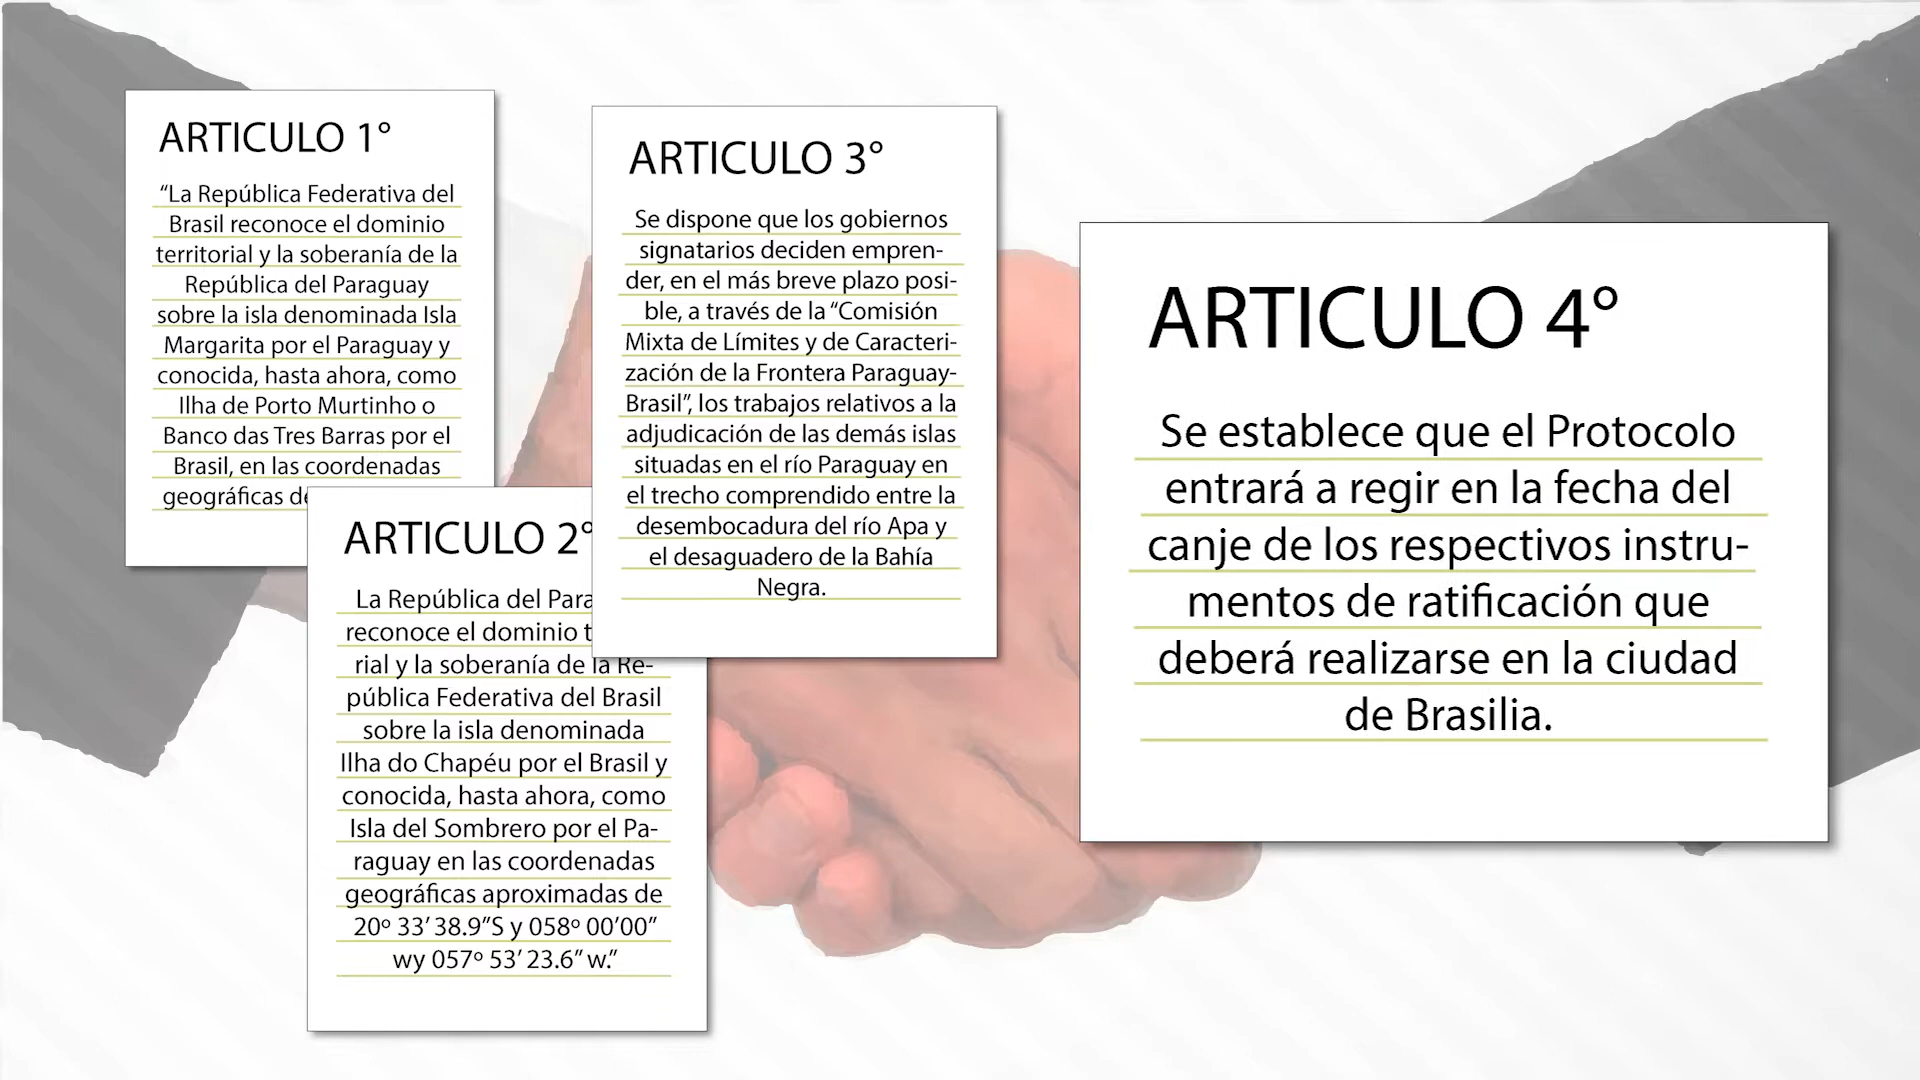 ARTICULO 1°
“La República Federativa del
Brasil reconoce el dominio
territorial y la soberanía de la
República del Paraguay
sobre la isla denominada Isla
Margarita por el Paraguay y
conocida, hasta ahora, como
Ilha de Porto Murtinho o
Banco das Tres Barras por el
Brasil, en las coordenadas
geográficas
ARTICULO 2°
La República del
reconoce el dominio
rial y la soberanía de la Re-
pública Federativa del Brasil
sobre la isla denominada
Ilha do Chapéu por el Brasil y
conocida, hasta ahora, como
Isla del Sombrero por el Pa-
raguay en las coordenadas
geográficas aproximadas de
20º 33’ 38.9”S y 058º 00’00”
wy 057º 53’ 23.6” w.”
ARTICULO 3°
Se dispone que los gobiernos
signatarios deciden empren-
der, en el más breve plazo posi-
ble, a través de la “Comisión
Mixta de Límites y de Caracteri-
zación de la Frontera Paraguay-
Brasil”, los trabajos relativos a la
adjudicación de las demás islas
situadas en el río Paraguay en
el trecho comprendido entre la
desembocadura del río Apa y
el desaguadero de la Bahía
Negra.
ARTICULO 4°
Se establece que el Protocolo
entrará a regir en la fecha del
canje de los respectivos instru-
mentos de ratificación que
deberá realizarse en la ciudad
de Brasilia.